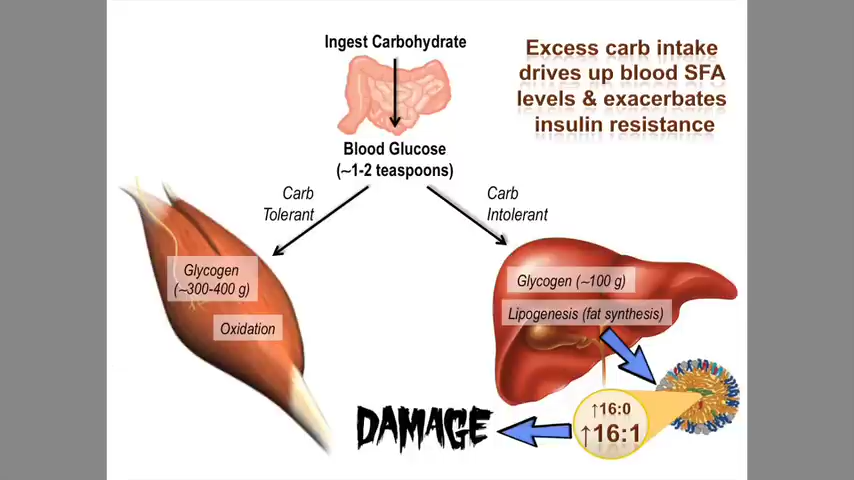 Ingest Carbohydrate
Excess carb intake
drives up blood SFA
levels & exacerbates
insulin resistance
Blood Glucose
(~1-2 teaspoons)
Carb
Tolerant
Carb
Intolerant
Glycogen
(~300-400 g)
Oxidation
Glycogen (~100 g)
Lipogenesis (fat synthesis)
↑16:0
↑16:1
DAMAGE